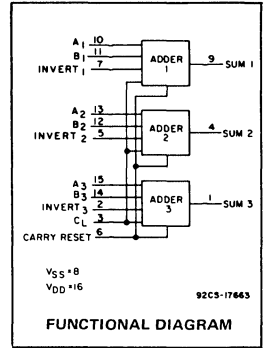 A1 10
B1 11
INVERT1 7
ADDER 1
9 SUM 1
A2 13
B2 12
INVERT2 5
ADDER 2
4 SUM 2
A3 15
B3 14
INVERT3 2
CL 3
CARRY RESET 6
ADDER 3
1 SUM 3
VSS = 8
VDD = 16
92CS-17663
FUNCTIONAL DIAGRAM